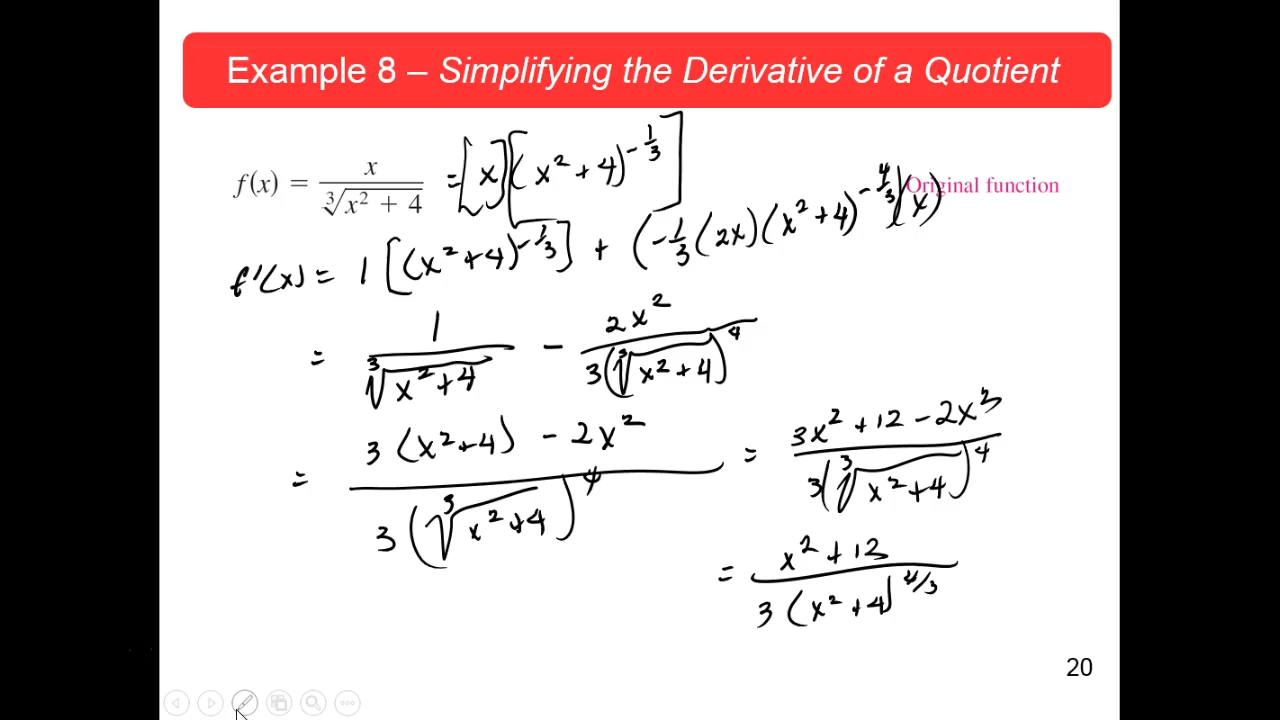 Example 8 – Simplifying the Derivative of a Quotient
f(x) = x / ∛(x² + 4) = [x][(x² + 4)^(-1/3)]
Original function
f'(x) = 1 [(x² + 4)^(-1/3)] + (-1/3 (2x)(x² + 4)^(-4/3))(x)
= 1 / ∛(x² + 4) – 2x² / 3(∛(x² + 4))^4
= 3(x² + 4) – 2x² / 3(∛(x² + 4))^4
= 3x² + 12 – 2x³ / 3(∛(x² + 4))^4
= x² + 12 / 3(x² + 4)^(4/3)
20